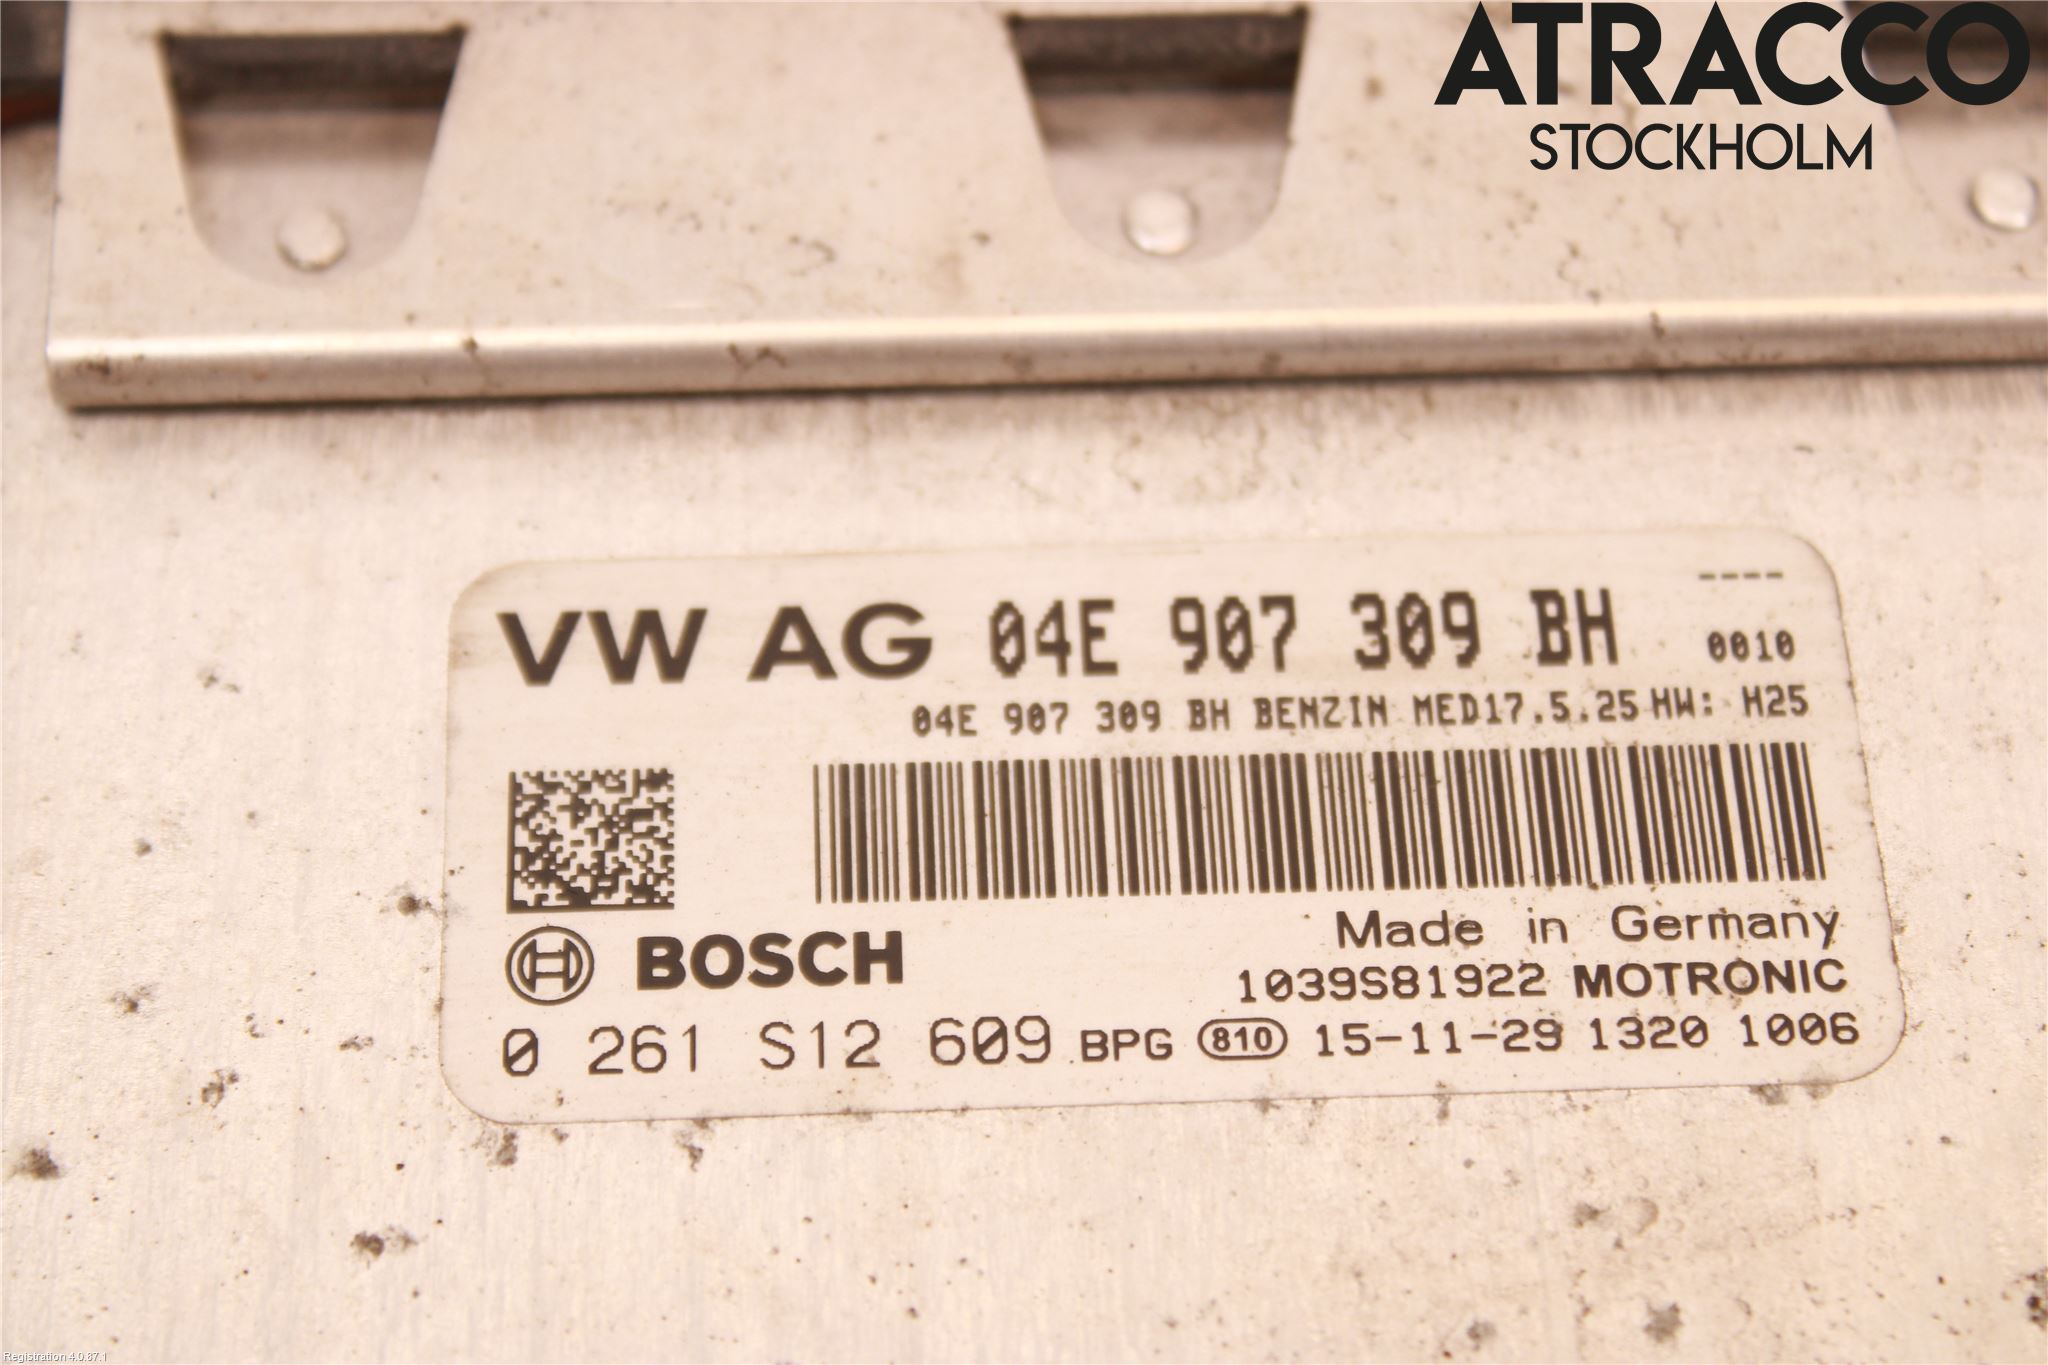 ATRACCO
STOCKHOLM
----
VW AG 04E 907 309 BH 0010
04E 907 309 BH BENZIN MED17.5.25 HW: H25
Made in Germany
BOSCH
1039S81922 MOTRONIC
0 261 S12 609 BPG 810 15-11-29 1320 1006
Registration 4.0.87.1